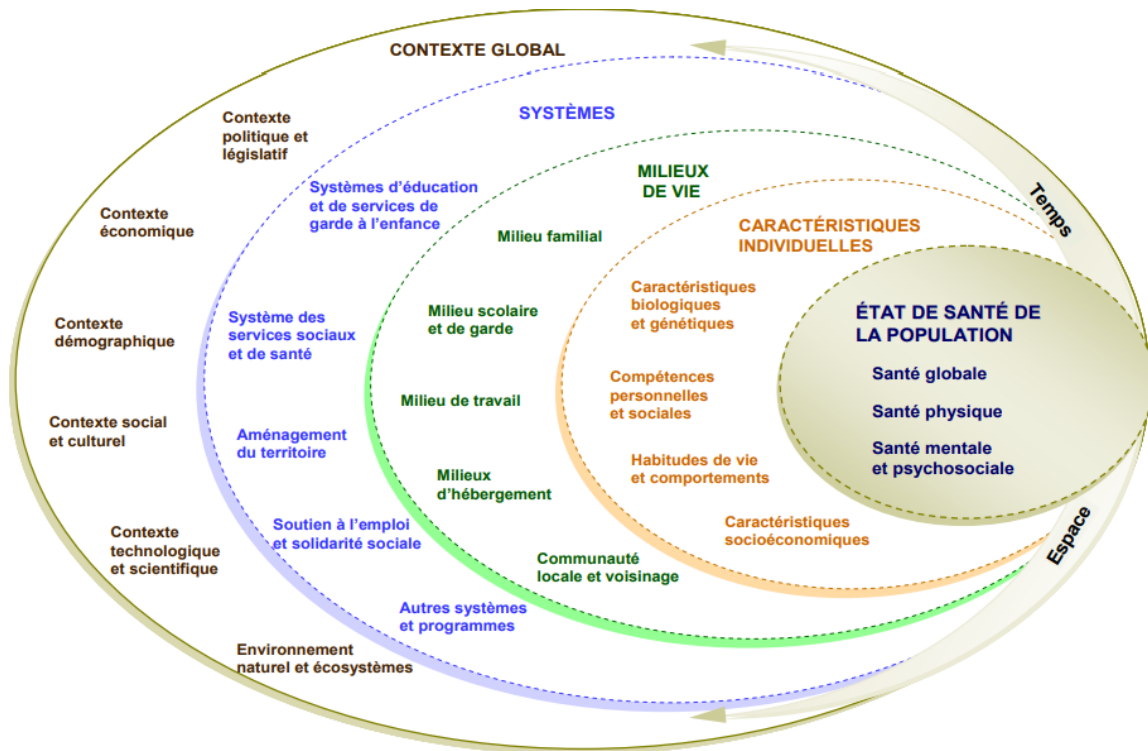 CONTEXTE GLOBAL
Contexte
politique et
législatif
Contexte
économique
Contexte
démographique
Contexte social
et culturel
Contexte
technologique
et scientifique
Environnement
naturel et écosystèmes
SYSTÈMES
Systèmes d’éducation
et de services de
garde à l’enfance
Système des
services sociaux
et de santé
Aménagement
du territoire
Soutien à l’emploi
et solidarité sociale
Autres systèmes
et programmes
MILIEUX
DE VIE
Milieu familial
Milieu scolaire
et de garde
Milieu de travail
Milieux
d’hébergement
Communauté
locale et voisinage
CARACTÉRISTIQUES
INDIVIDUELLES
Caractéristiques
biologiques
et génétiques
Compétences
personnelles
et sociales
Habitudes de vie
et comportements
Caractéristiques
socioéconomiques
ÉTAT DE SANTÉ DE
LA POPULATION
Santé globale
Santé physique
Santé mentale
et psychosociale
Temps
Espace